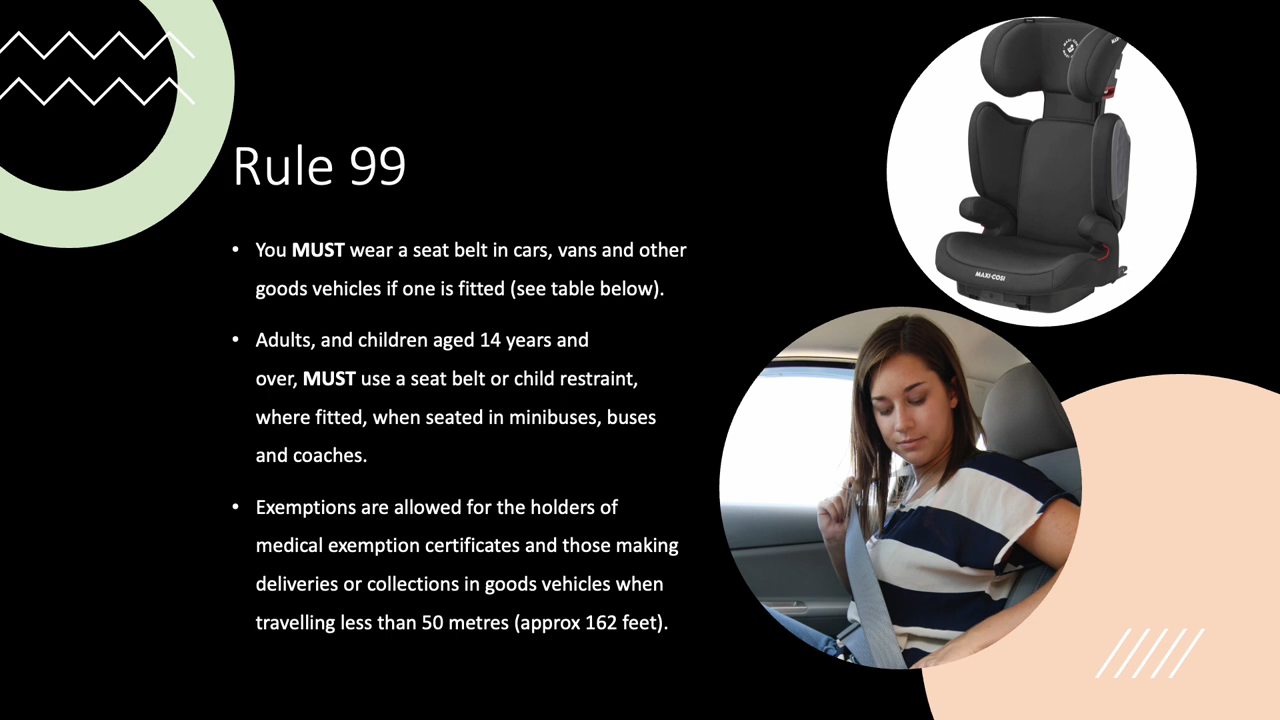 Rule 99
• You MUST wear a seat belt in cars, vans and other
goods vehicles if one is fitted (see table below).
• Adults, and children aged 14 years and
over, MUST use a seat belt or child restraint,
where fitted, when seated in minibuses, buses
and coaches.
• Exemptions are allowed for the holders of
medical exemption certificates and those making
deliveries or collections in goods vehicles when
travelling less than 50 metres (approx 162 feet).
MAXI-COSI